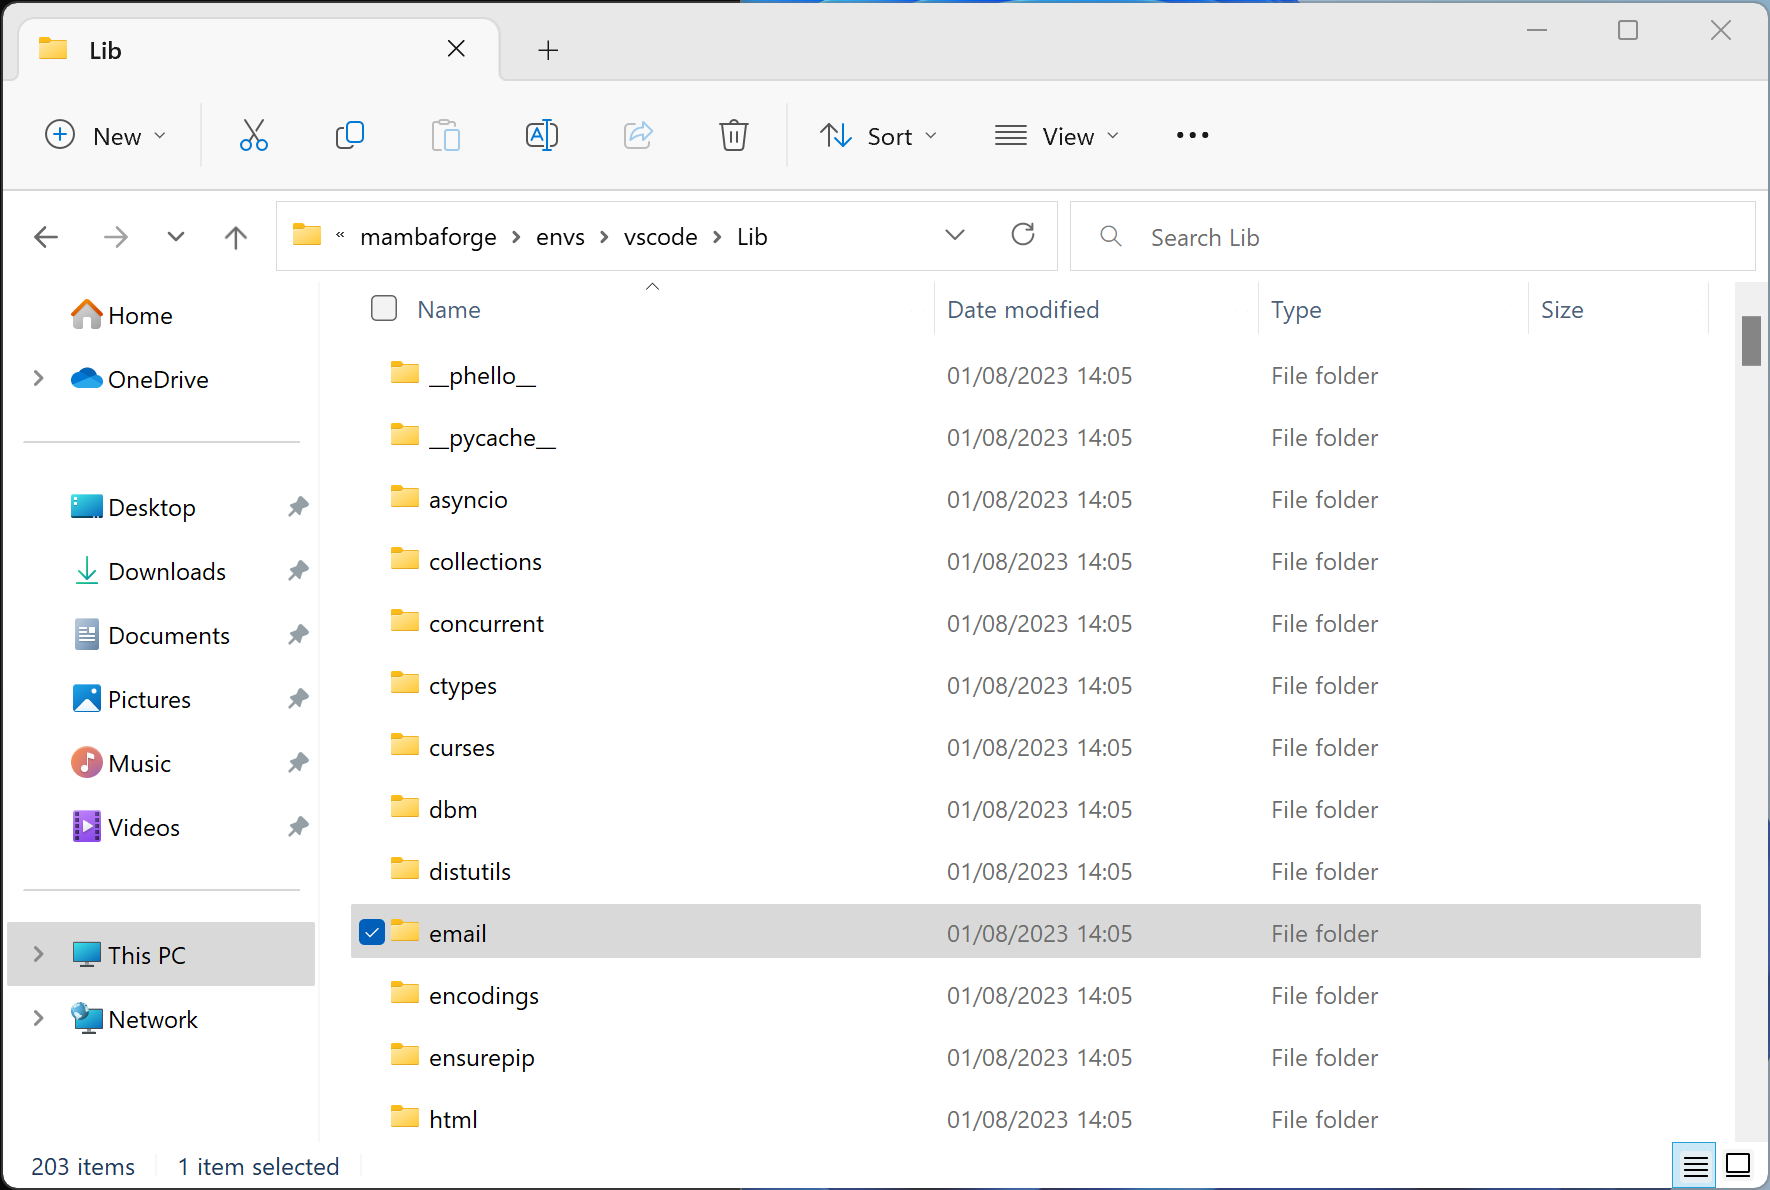 Lib
New Sort View
« mambaforge envs vscode Lib Search Lib
Home
OneDrive
Desktop
Downloads
Documents
Pictures
Music
Videos
This PC
Network
Name Date modified Type Size
__phello__ 01/08/2023 14:05 File folder
__pycache__ 01/08/2023 14:05 File folder
asyncio 01/08/2023 14:05 File folder
collections 01/08/2023 14:05 File folder
concurrent 01/08/2023 14:05 File folder
ctypes 01/08/2023 14:05 File folder
curses 01/08/2023 14:05 File folder
dbm 01/08/2023 14:05 File folder
distutils 01/08/2023 14:05 File folder
email 01/08/2023 14:05 File folder
encodings 01/08/2023 14:05 File folder
ensurepip 01/08/2023 14:05 File folder
html 01/08/2023 14:05 File folder
203 items 1 item selected